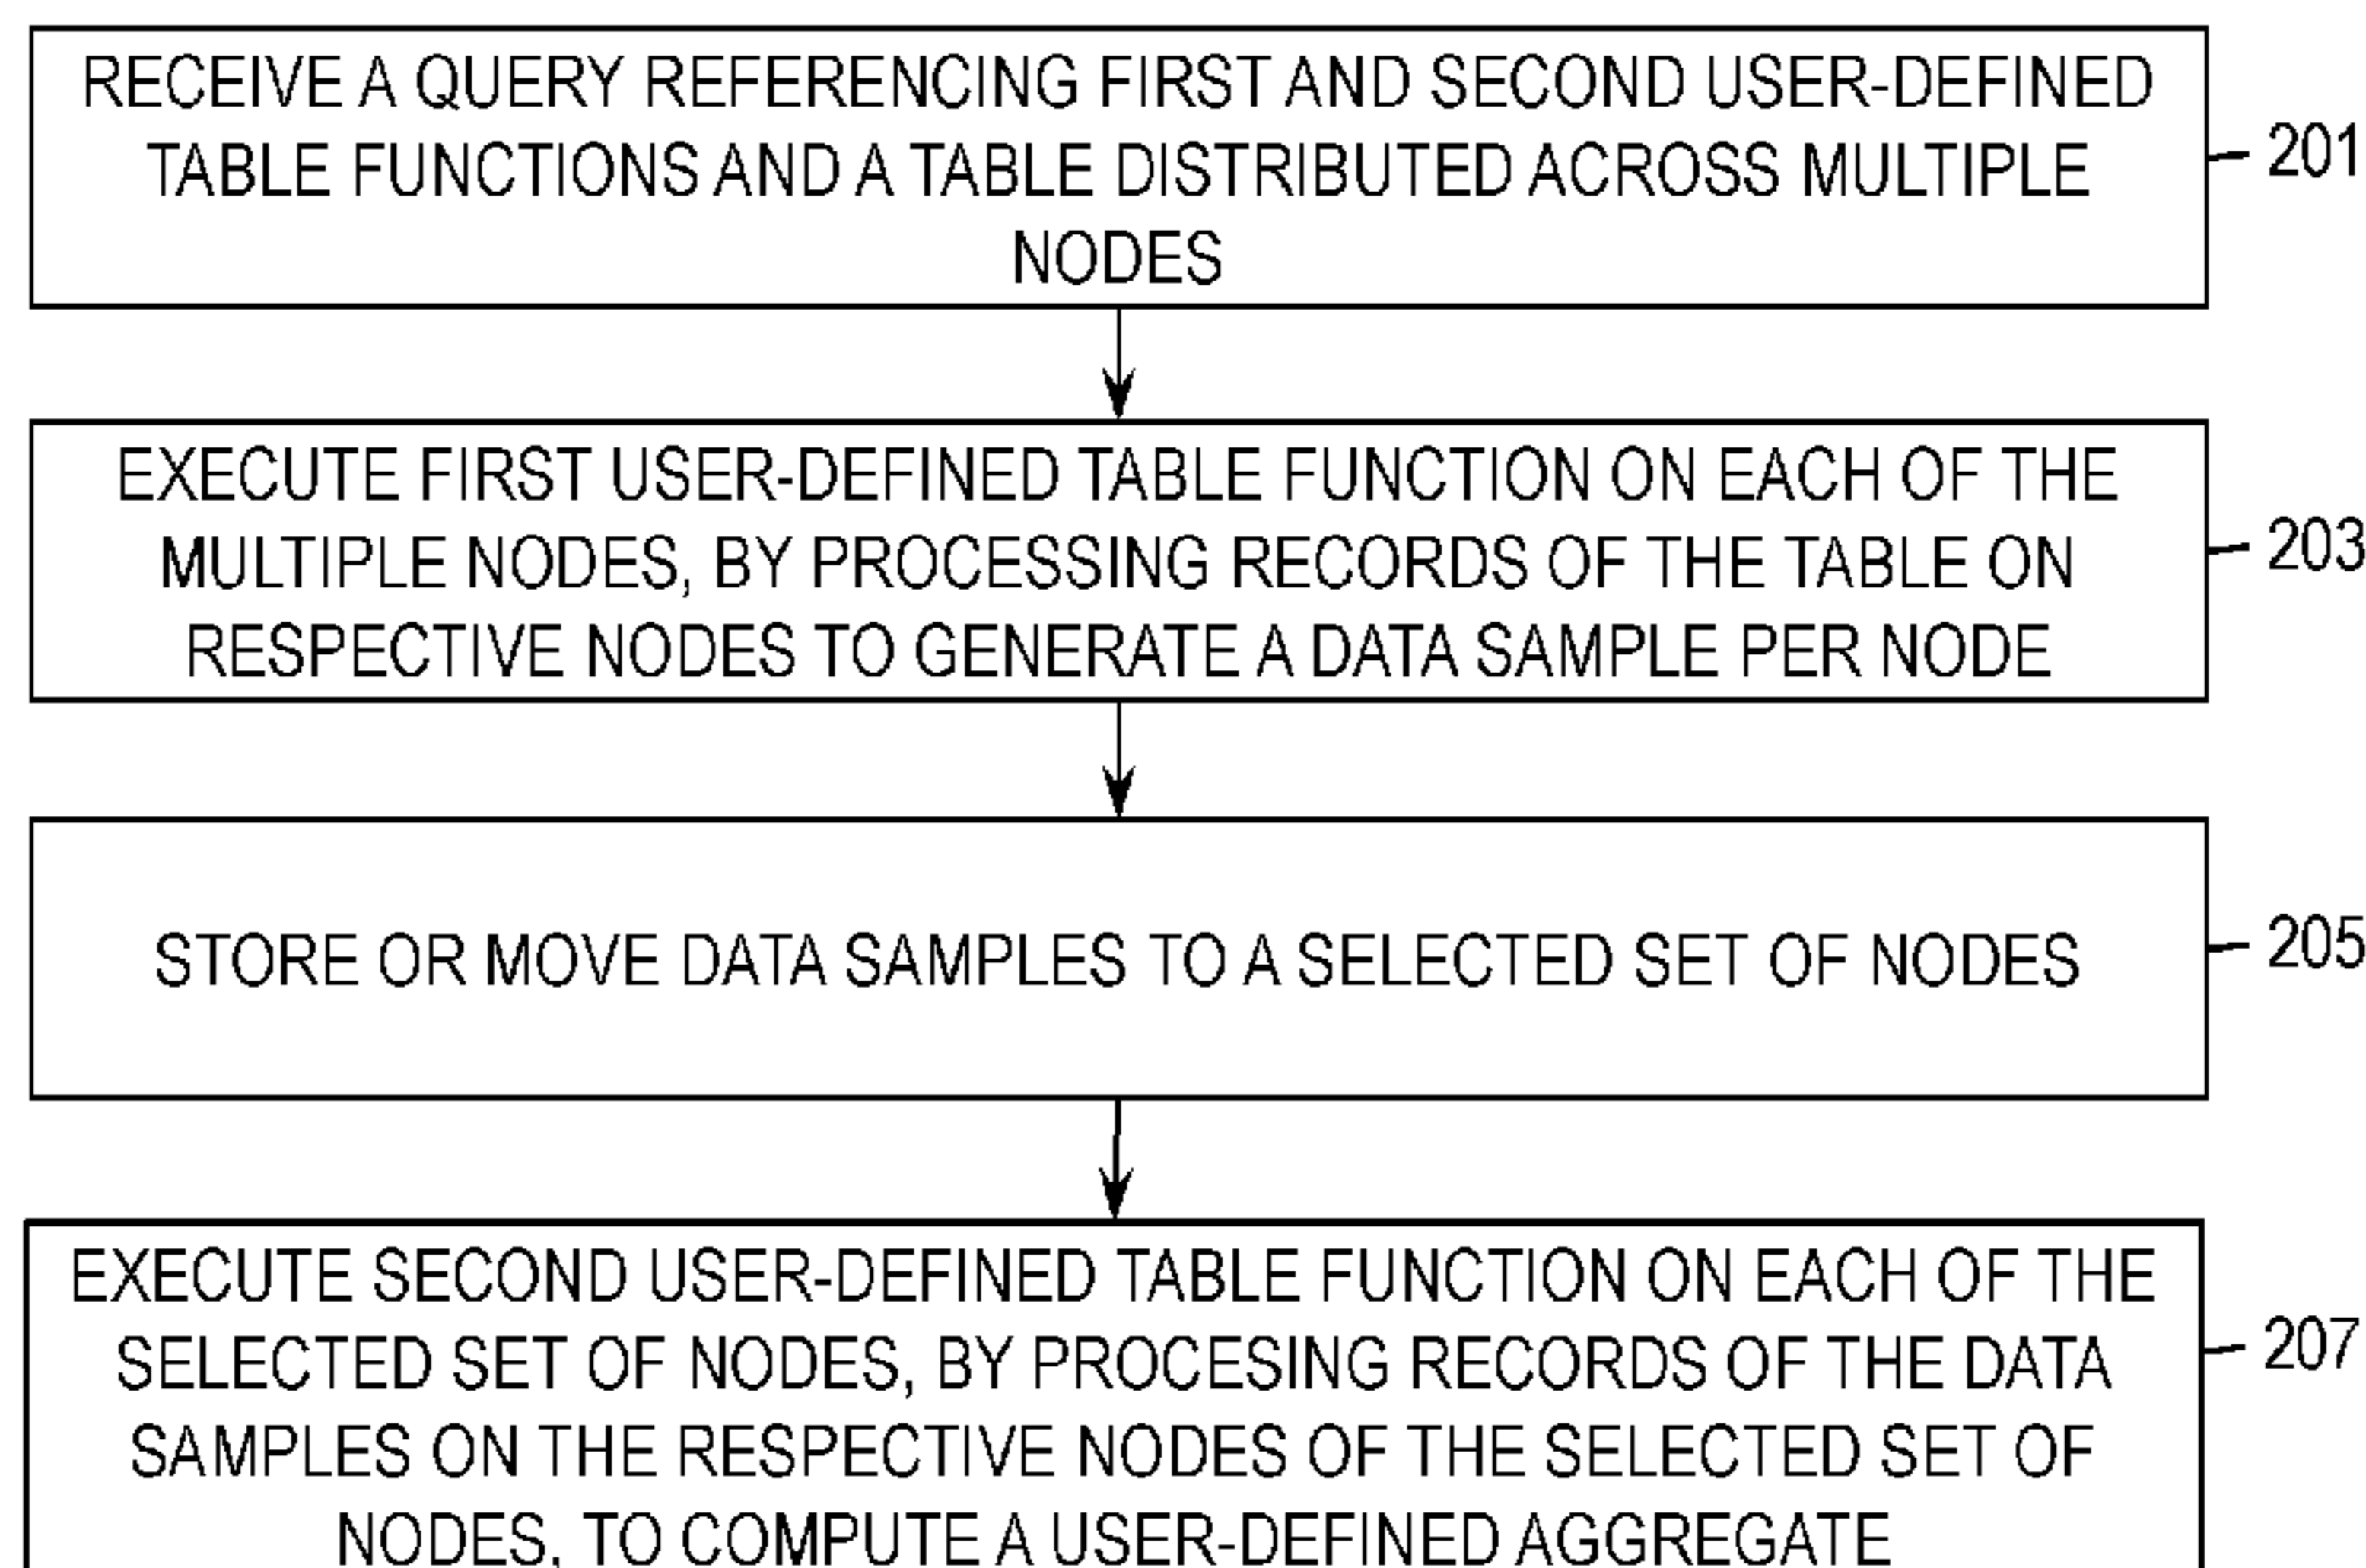 RECEIVE A QUERY REFERENCING FIRST AND SECOND USER-DEFINED
TABLE FUNCTIONS AND A TABLE DISTRIBUTED ACROSS MULTIPLE
NODES
201
EXECUTE FIRST USER-DEFINED TABLE FUNCTION ON EACH OF THE
MULTIPLE NODES, BY PROCESSING RECORDS OF THE TABLE ON
RESPECTIVE NODES TO GENERATE A DATA SAMPLE PER NODE
203
STORE OR MOVE DATA SAMPLES TO A SELECTED SET OF NODES
205
EXECUTE SECOND USER-DEFINED TABLE FUNCTION ON EACH OF THE
SELECTED SET OF NODES, BY PROCESING RECORDS OF THE DATA
SAMPLES ON THE RESPECTIVE NODES OF THE SELECTED SET OF
NODES, TO COMPUTE A USER-DEFINED AGGREGATE
207